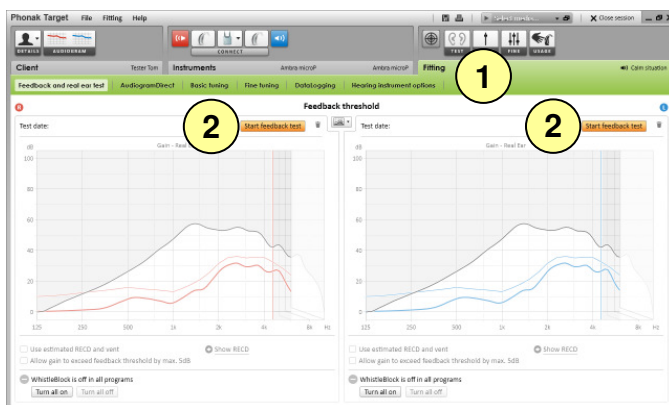 Phonak Target File Fitting Help Close session
DETAILS AUDIOGRAM CONNECT TEST FINE USAGE
Client Tester Tom Instruments Ambra microP Ambra microP Fitting Calm situation
1
Feedback and real ear test AudiogramDirect Basic tuning Fine tuning DataLogging Hearing instrument options
R Feedback threshold L
Test date: 2 Start feedback test Test date: 2 Start feedback test
dB Gain - Real Ear dB Gain - Real Ear
100 100
80 80
60 60
40 40
20 20
0 0
125 250 500 1k 2k 4k 8k Hz 125 250 500 1k 2k 4k 8k Hz
Use estimated RECD and vent Show RECD Use estimated RECD and vent Show RECD
Allow gain to exceed feedback threshold by max. 5dB Allow gain to exceed feedback threshold by max. 5dB
WhistleBlock is off in all programs WhistleBlock is off in all programs
Turn all on Turn all off Turn all on Turn all off